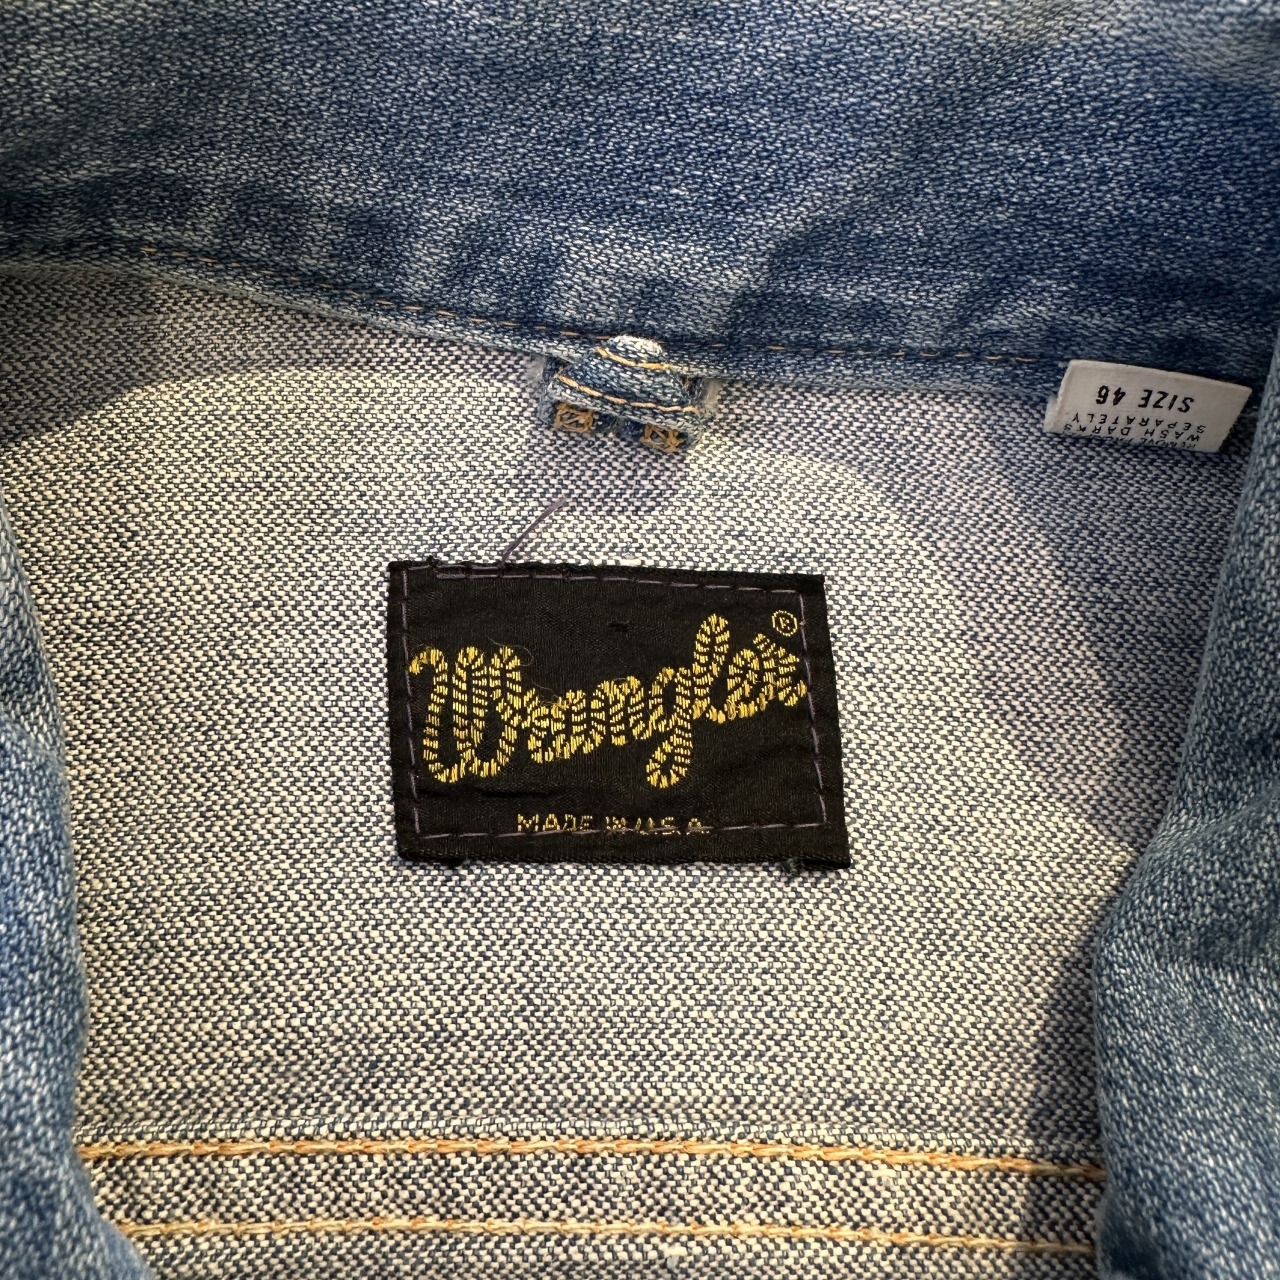 Wrangler®
MADE IN U.S.A.
SIZE 46
WASH DARKS
SEPARATELY